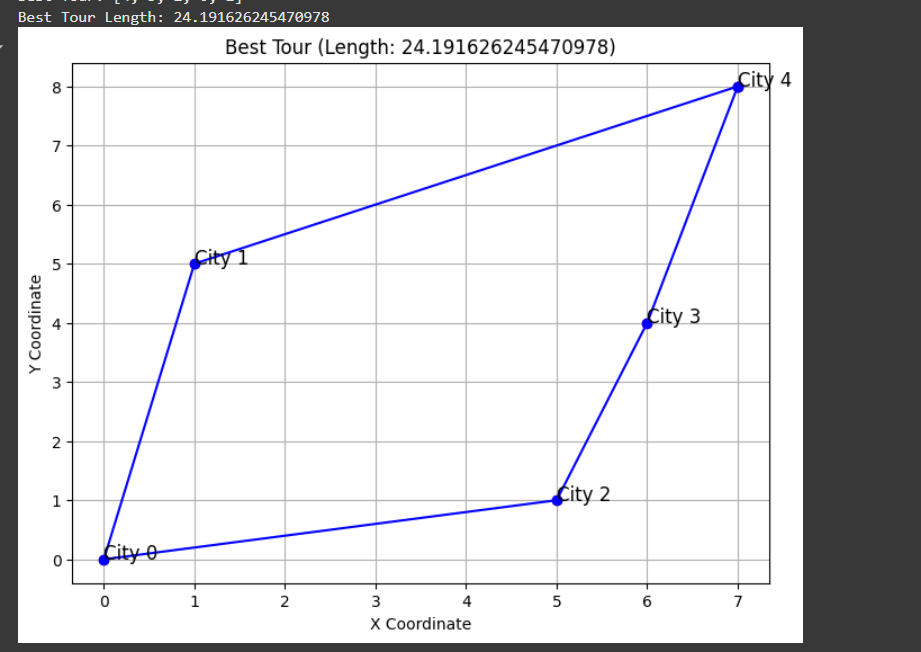 Best Tour Length: 24.191626245470978
Best Tour (Length: 24.191626245470978)
City 4
8
7
6
City 1
5
Y Coordinate
City 3
4
3
2
City 2
1
City 0
0
0 1 2 3 4 5 6 7
X Coordinate